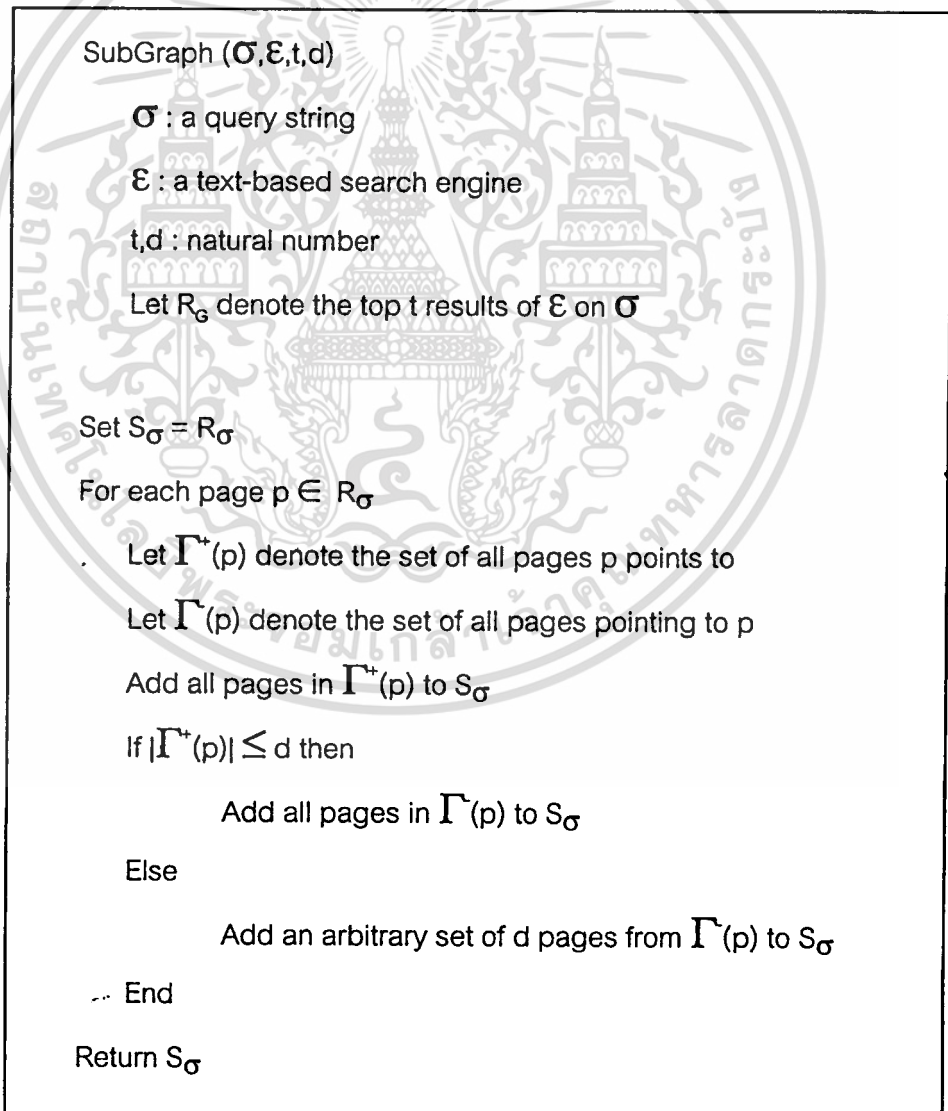 SubGraph (σ,ε,t,d)
σ : a query string
ε : a text-based search engine
t,d : natural number
Let R_G denote the top t results of ε on σ
Set S_σ = R_σ
For each page p ∈ R_σ
Let Γ⁺(p) denote the set of all pages p points to
Let Γ⁻(p) denote the set of all pages pointing to p
Add all pages in Γ⁺(p) to S_σ
If |Γ⁺(p)| ≤ d then
Add all pages in Γ⁻(p) to S_σ
Else
Add an arbitrary set of d pages from Γ⁻(p) to S_σ
End
Return S_σ